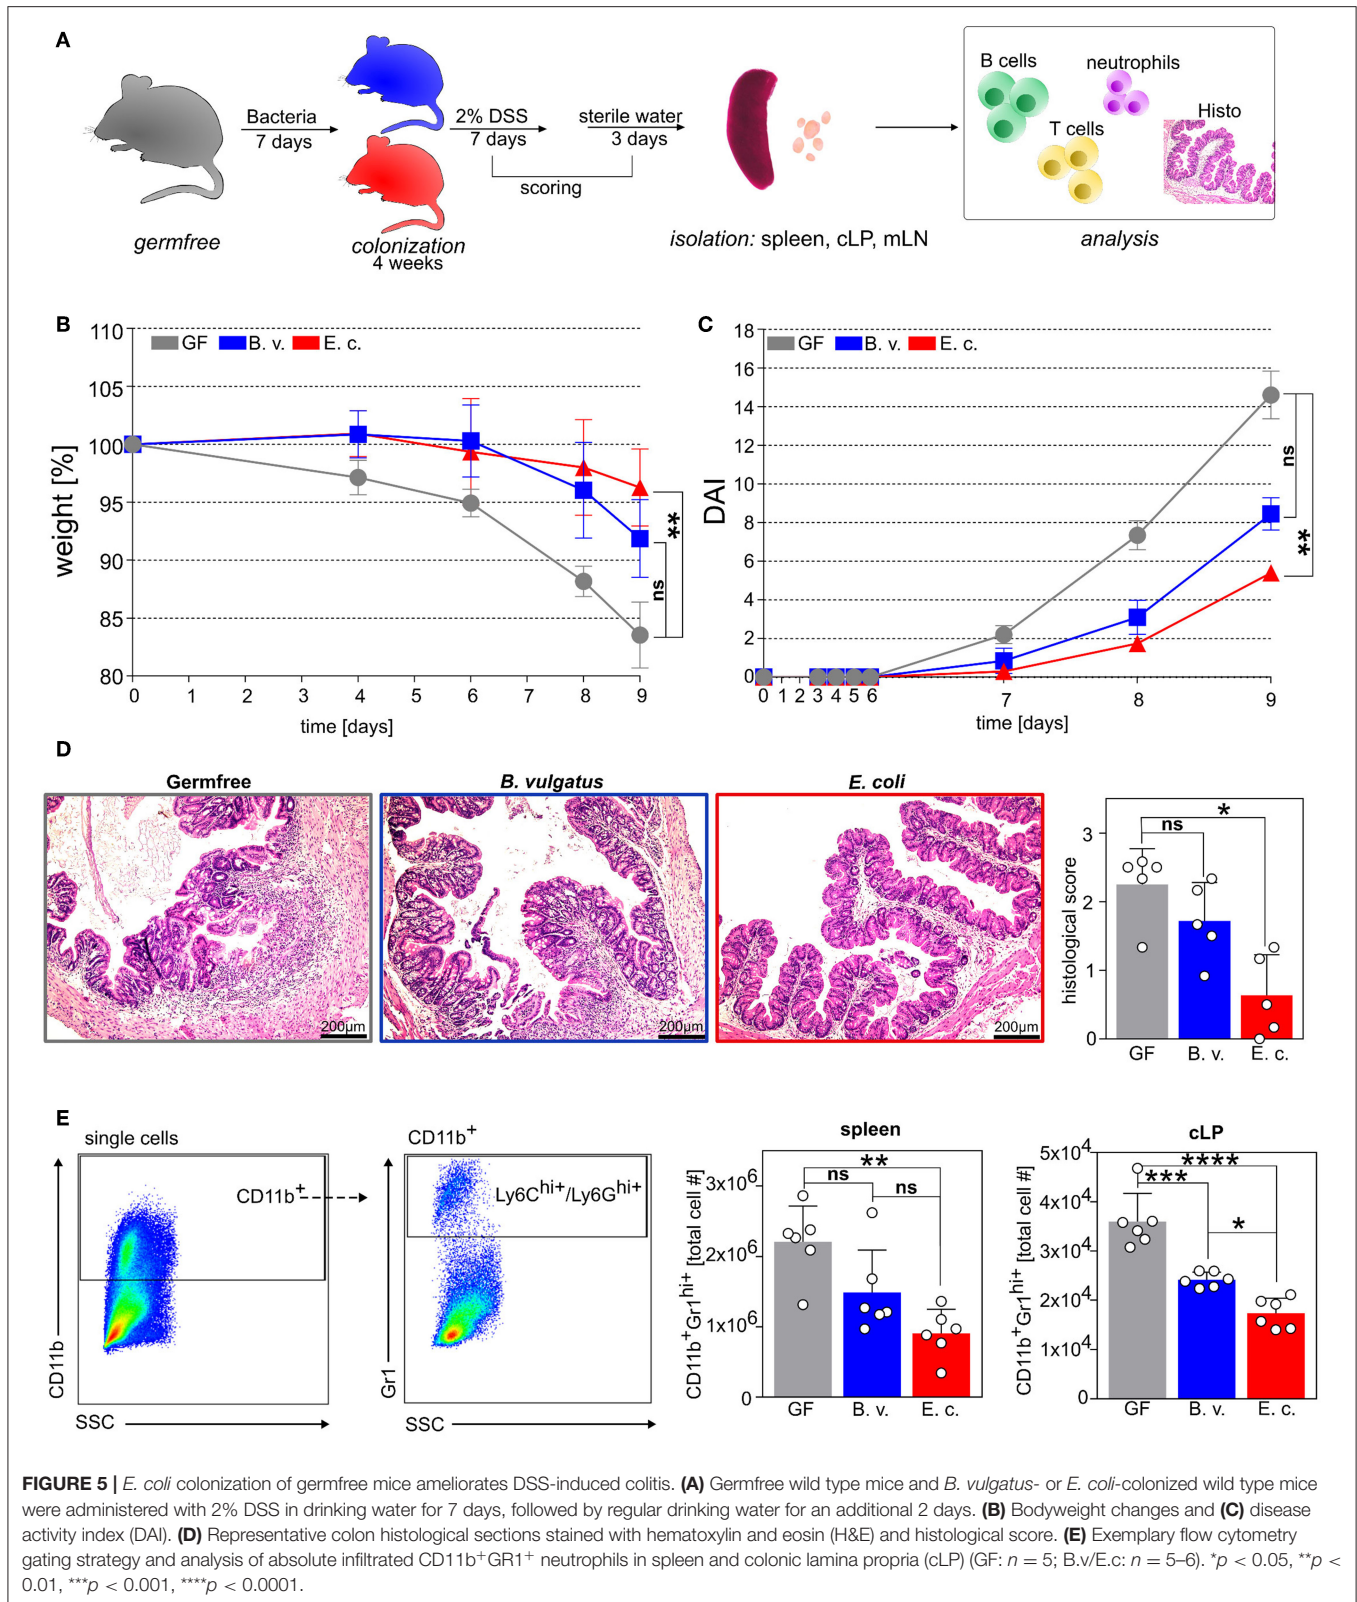 A
Bacteria
7 days
2% DSS
7 days
sterile water
3 days
scoring
B cells
neutrophils
T cells
Histo
germfree
colonization
4 weeks
isolation: spleen, cLP, mLN
analysis
B
GF B. v. E. c.
weight [%]
110
105
100
95
90
85
80
0 1 2 3 4 5 6 7 8 9
time [days]
ns
**
C
GF B. v. E. c.
DAI
18
16
14
12
10
8
6
4
2
0
0 1 2 3 4 5 6 7 8 9
time [days]
ns
**
D
Germfree
B. vulgatus
E. coli
200µm
200µm
200µm
histological score
3
2
1
0
ns
*
GF B. v. E. c.
E
single cells
CD11b+
CD11b
SSC
CD11b+
Ly6Chi+/Ly6Ghi+
Gr1
SSC
spleen
CD11b+Gr1hi+ [total cell #]
3x10⁶
2x10⁶
1x10⁶
0
**
ns
ns
GF B. v. E. c.
cLP
CD11b+Gr1hi+ [total cell #]
5x10⁴
4x10⁴
3x10⁴
2x10⁴
1x10⁴
0
****
***
*
GF B. v. E. c.
FIGURE 5 | E. coli colonization of germfree mice ameliorates DSS-induced colitis. (A) Germfree wild type mice and B. vulgatus- or E. coli-colonized wild type mice
were administered with 2% DSS in drinking water for 7 days, followed by regular drinking water for an additional 2 days. (B) Bodyweight changes and (C) disease
activity index (DAI). (D) Representative colon histological sections stained with hematoxylin and eosin (H&E) and histological score. (E) Exemplary flow cytometry
gating strategy and analysis of absolute infiltrated CD11b+GR1+ neutrophils in spleen and colonic lamina propria (cLP) (GF: n = 5; B.v/E.c: n = 5–6). *p < 0.05, **p <
0.01, ***p < 0.001, ****p < 0.0001.